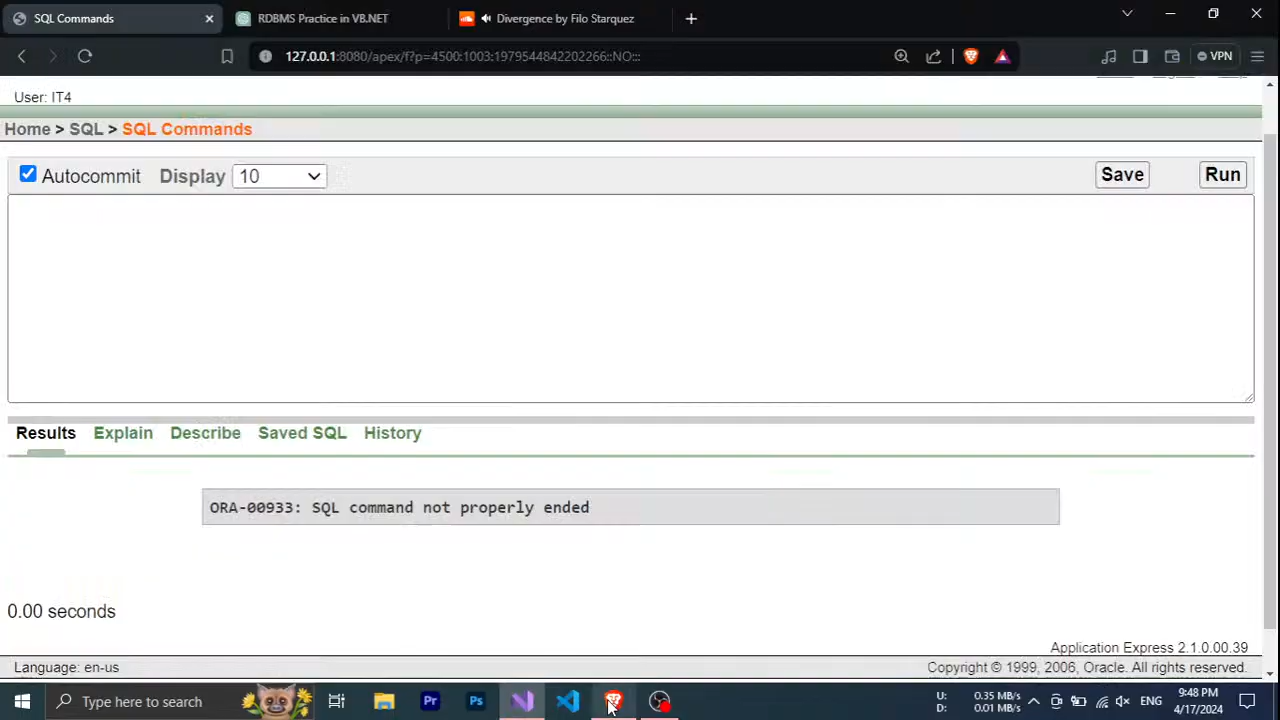 SQL Commands
RDBMS Practice in VB.NET
Divergence by Filo Starquez
127.0.0.1:8080/apex/f?p=4500:1003:1979544842202266::NO:::
VPN
User: IT4
Home > SQL > SQL Commands
Autocommit Display 10 Save Run
Results Explain Describe Saved SQL History
ORA-00933: SQL command not properly ended
0.00 seconds
Application Express 2.1.0.00.39
Language: en-us Copyright © 1999, 2006, Oracle. All rights reserved.
Type here to search
Pr
Ps
U: 0.35 MB/s
D: 0.01 MB/s
ENG
9:48 PM
4/17/2024